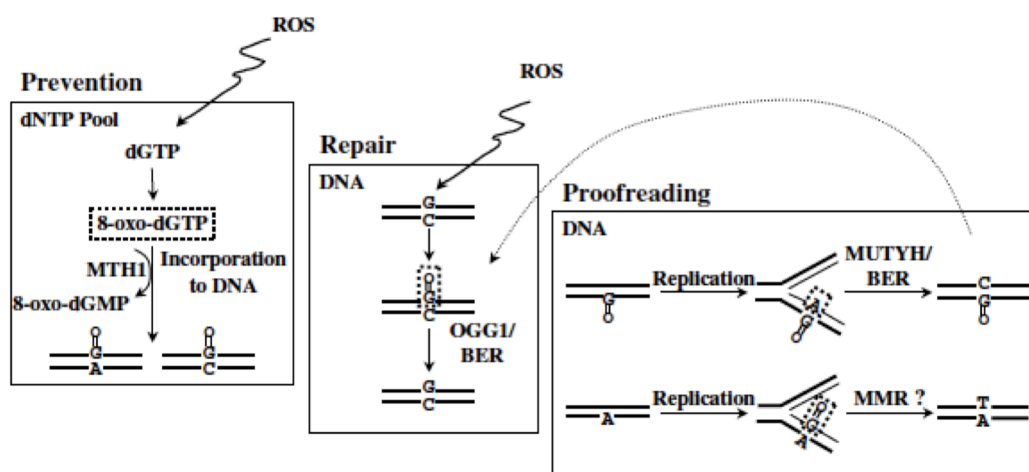 ROS
Prevention
dNTP Pool
dGTP
8-oxo-dGTP
MTH1
Incorporation
to DNA
8-oxo-dGMP
O
G
A
O
G
C
ROS
Repair
DNA
G
C
O
G
C
OGG1/
BER
G
C
Proofreading
DNA
G
O
Replication
A
G
O
MUTYH/
BER
C
G
O
A
Replication
O
G
A
MMR ?
T
A